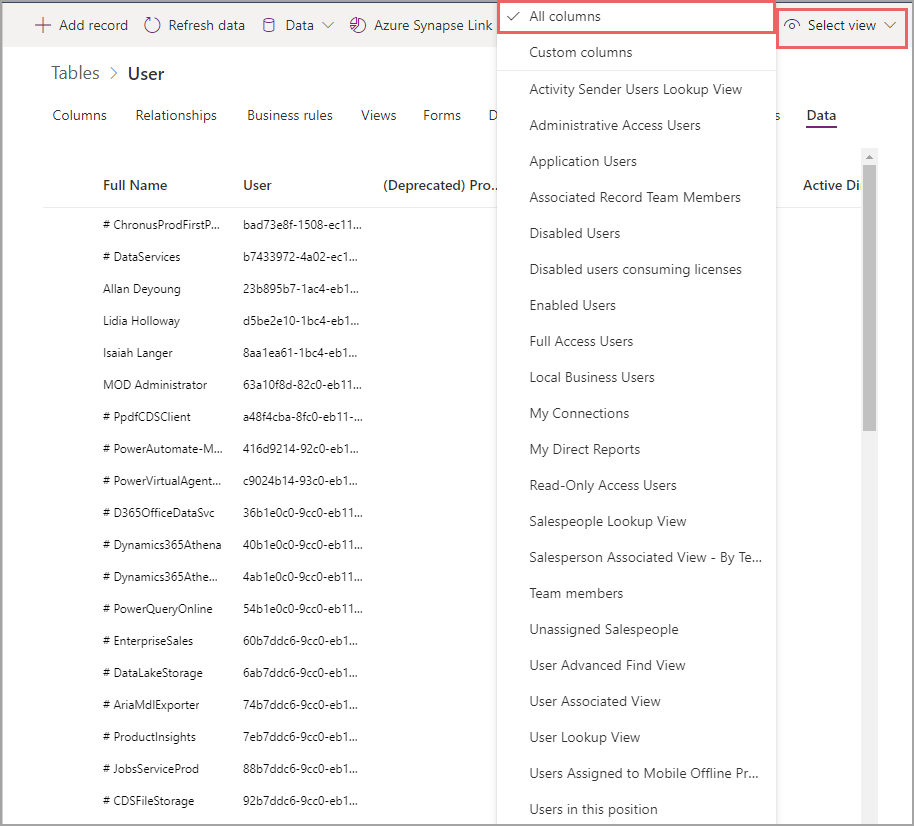 Add record Refresh data Data Azure Synapse Link Select view
Tables > User
Columns Relationships Business rules Views Forms D s Data
Full Name User (Deprecated) Pro... Active Di
# ChronusProdFirstP... bad73e8f-1508-ec11...
# DataServices b7433972-4a02-ec1...
Allan Deyoung 23b895b7-1ac4-eb1...
Lidia Holloway d5be2e10-1bc4-eb1...
Isaiah Langer 8aa1ea61-1bc4-eb1...
MOD Administrator 63a10f8d-82c0-eb11...
# PpdfCDSClient a48f4cba-8fc0-eb11-...
# PowerAutomate-M... 416d9214-92c0-eb1...
# PowerVirtualAgent... c9024b14-93c0-eb1...
# D365OfficeDataSvc 36b1e0c0-9cc0-eb11...
# Dynamics365Athena 40b1e0c0-9cc0-eb11...
# Dynamics365Athe... 4ab1e0c0-9cc0-eb11...
# PowerQueryOnline 54b1e0c0-9cc0-eb11...
# EnterpriseSales 60b7ddc6-9cc0-eb1...
# DataLakeStorage 6ab7ddc6-9cc0-eb1...
# AriaMdlExporter 74b7ddc6-9cc0-eb1...
# ProductInsights 7eb7ddc6-9cc0-eb1...
# JobsServiceProd 88b7ddc6-9cc0-eb1...
# CDSFileStorage 92b7ddc6-9cc0-eb1...
All columns
Custom columns
Activity Sender Users Lookup View
Administrative Access Users
Application Users
Associated Record Team Members
Disabled Users
Disabled users consuming licenses
Enabled Users
Full Access Users
Local Business Users
My Connections
My Direct Reports
Read-Only Access Users
Salespeople Lookup View
Salesperson Associated View - By Te...
Team members
Unassigned Salespeople
User Advanced Find View
User Associated View
User Lookup View
Users Assigned to Mobile Offline Pr...
Users in this position